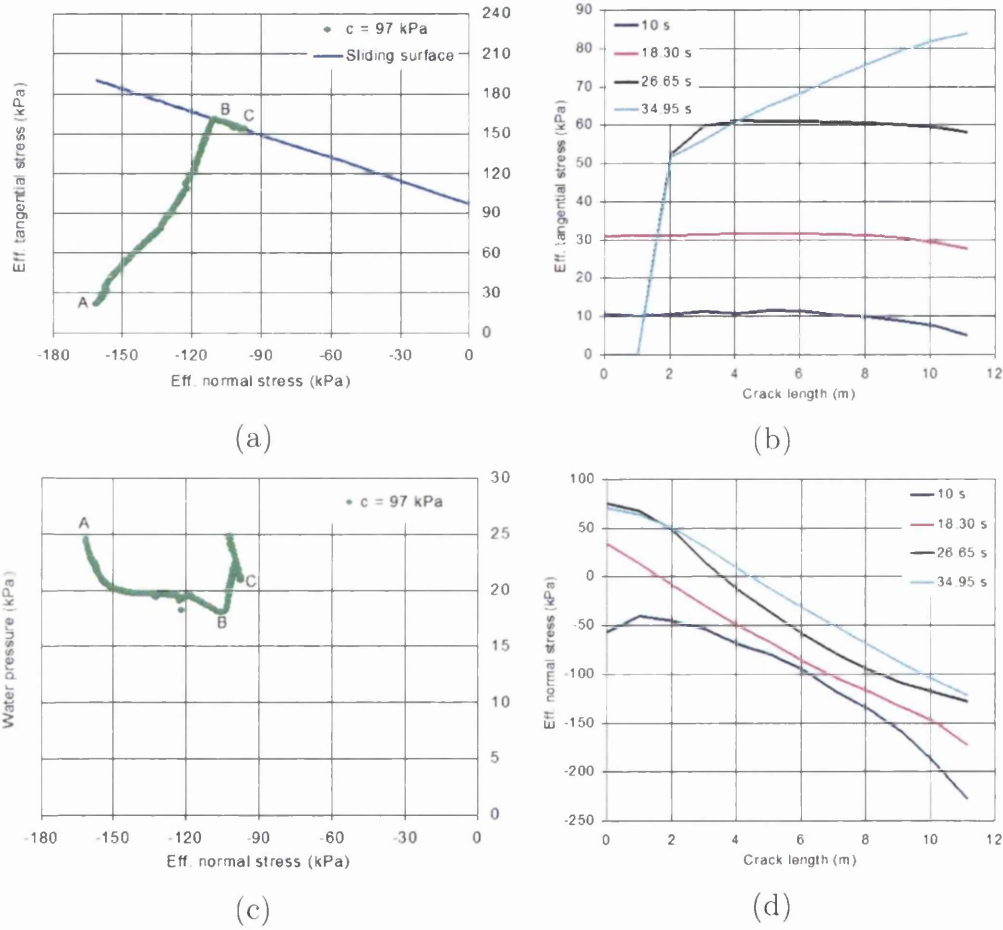 240
210
180
150
120
90
60
30
0
-180 -150 -120 -90 -60 -30 0
Eff. tangential stress (kPa)
Eff. normal stress (kPa)
c = 97 kPa
Sliding surface
A
B
C
(a)
90
80
70
60
50
40
30
20
10
0
0 2 4 6 8 10 12
Eff. tangential stress (kPa)
Crack length (m)
10 s
18.30 s
26 65 s
34.95 s
(b)
30
25
20
15
10
5
0
-180 -150 -120 -90 -60 -30 0
Water pressure (kPa)
Eff. normal stress (kPa)
c = 97 kPa
A
B
C
(c)
100
50
0
-50
-100
-150
-200
-250
0 2 4 6 8 10 12
Eff. normal stress (kPa)
Crack length (m)
10 s
18.30 s
26 65 s
34.95 s
(d)